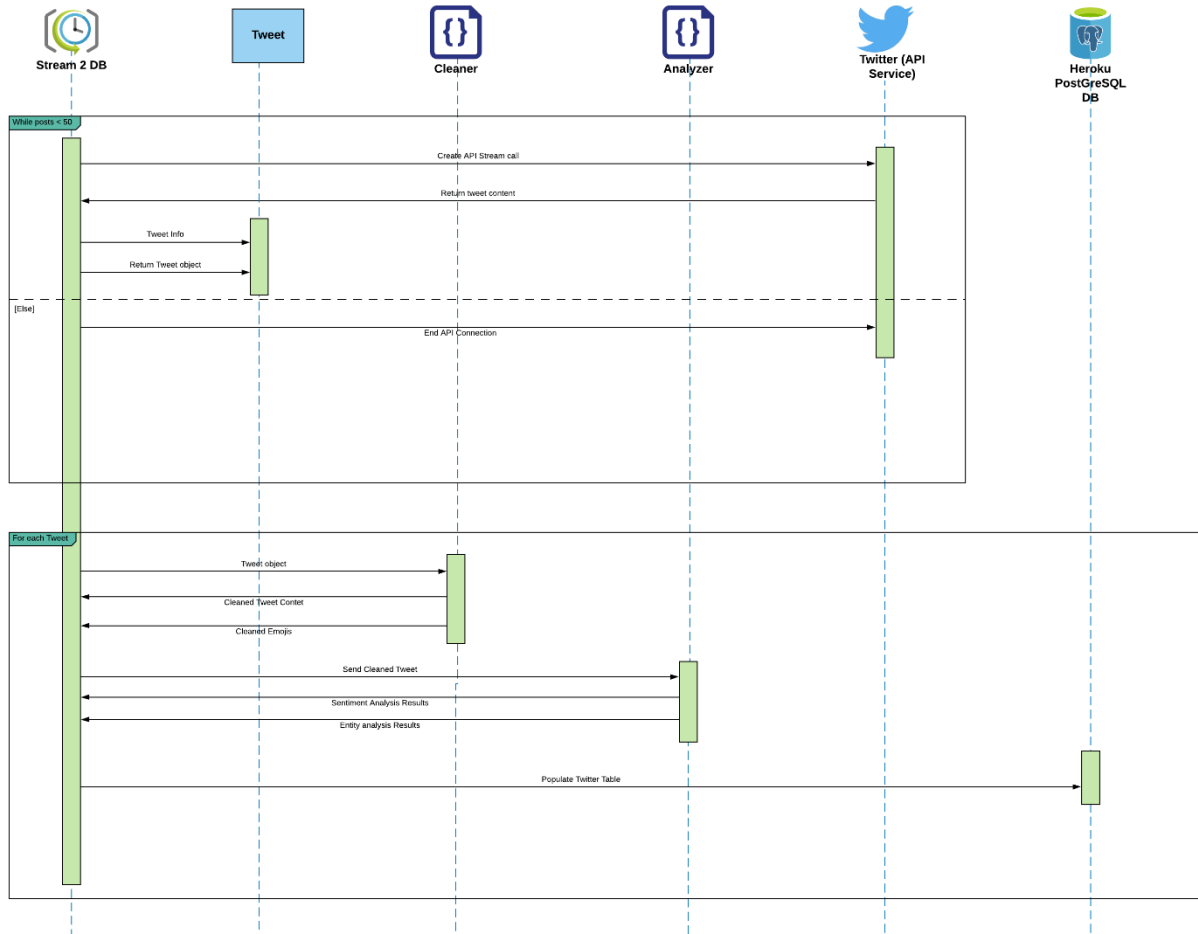 Stream 2 DB
Tweet
Cleaner
Analyzer
Twitter (API
Service)
Heroku
PostGreSQL
DB
While posts < 50
Create API Stream call
Return tweet content
Tweet Info
Return Tweet object
[Else]
End API Connection
For each Tweet
Tweet object
Cleaned Tweet Contet
Cleaned Emojis
Send Cleaned Tweet
Sentiment Analysis Results
Entity analysis Results
Populate Twitter Table